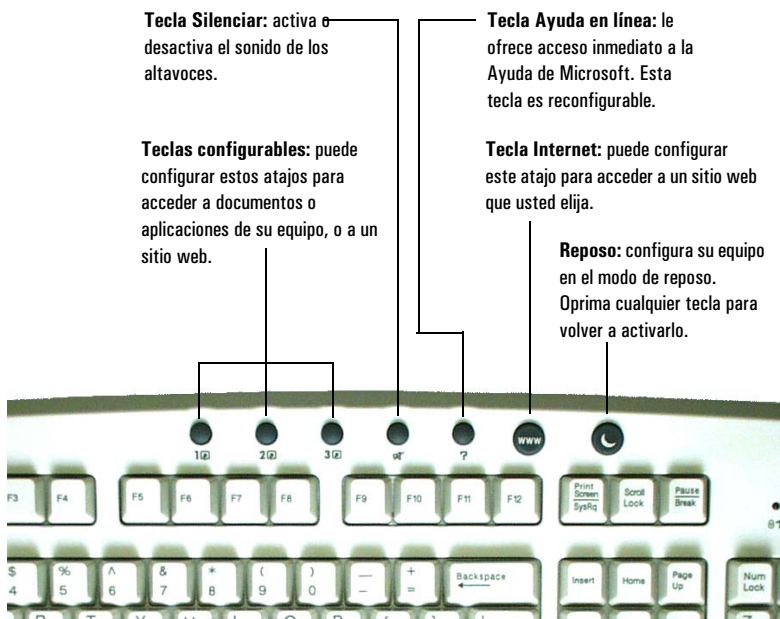 Tecla Silenciar: activa o
desactiva el sonido de los
altavoces.
Tecla Ayuda en línea: le
ofrece acceso inmediato a la
Ayuda de Microsoft. Esta
tecla es reconfigurable.
Teclas configurables: puede
configurar estos atajos para
acceder a documentos o
aplicaciones de su equipo, o a un
sitio web.
Tecla Internet: puede configurar
este atajo para acceder a un sitio web
que usted elija.
Reposo: configura su equipo
en el modo de reposo.
Oprima cualquier tecla para
volver a activarlo.
www
1 2 3 ?
F3 F4 F5 F6 F7 F8 F9 F10 F11 F12
Print
Screen
SysRq
Scroll
Lock
Pause
Break
$ % ^ & * ( ) — +
4 5 6 7 8 9 0 - =
Backspace
Insert
Home
Page
Up
Num
Lock